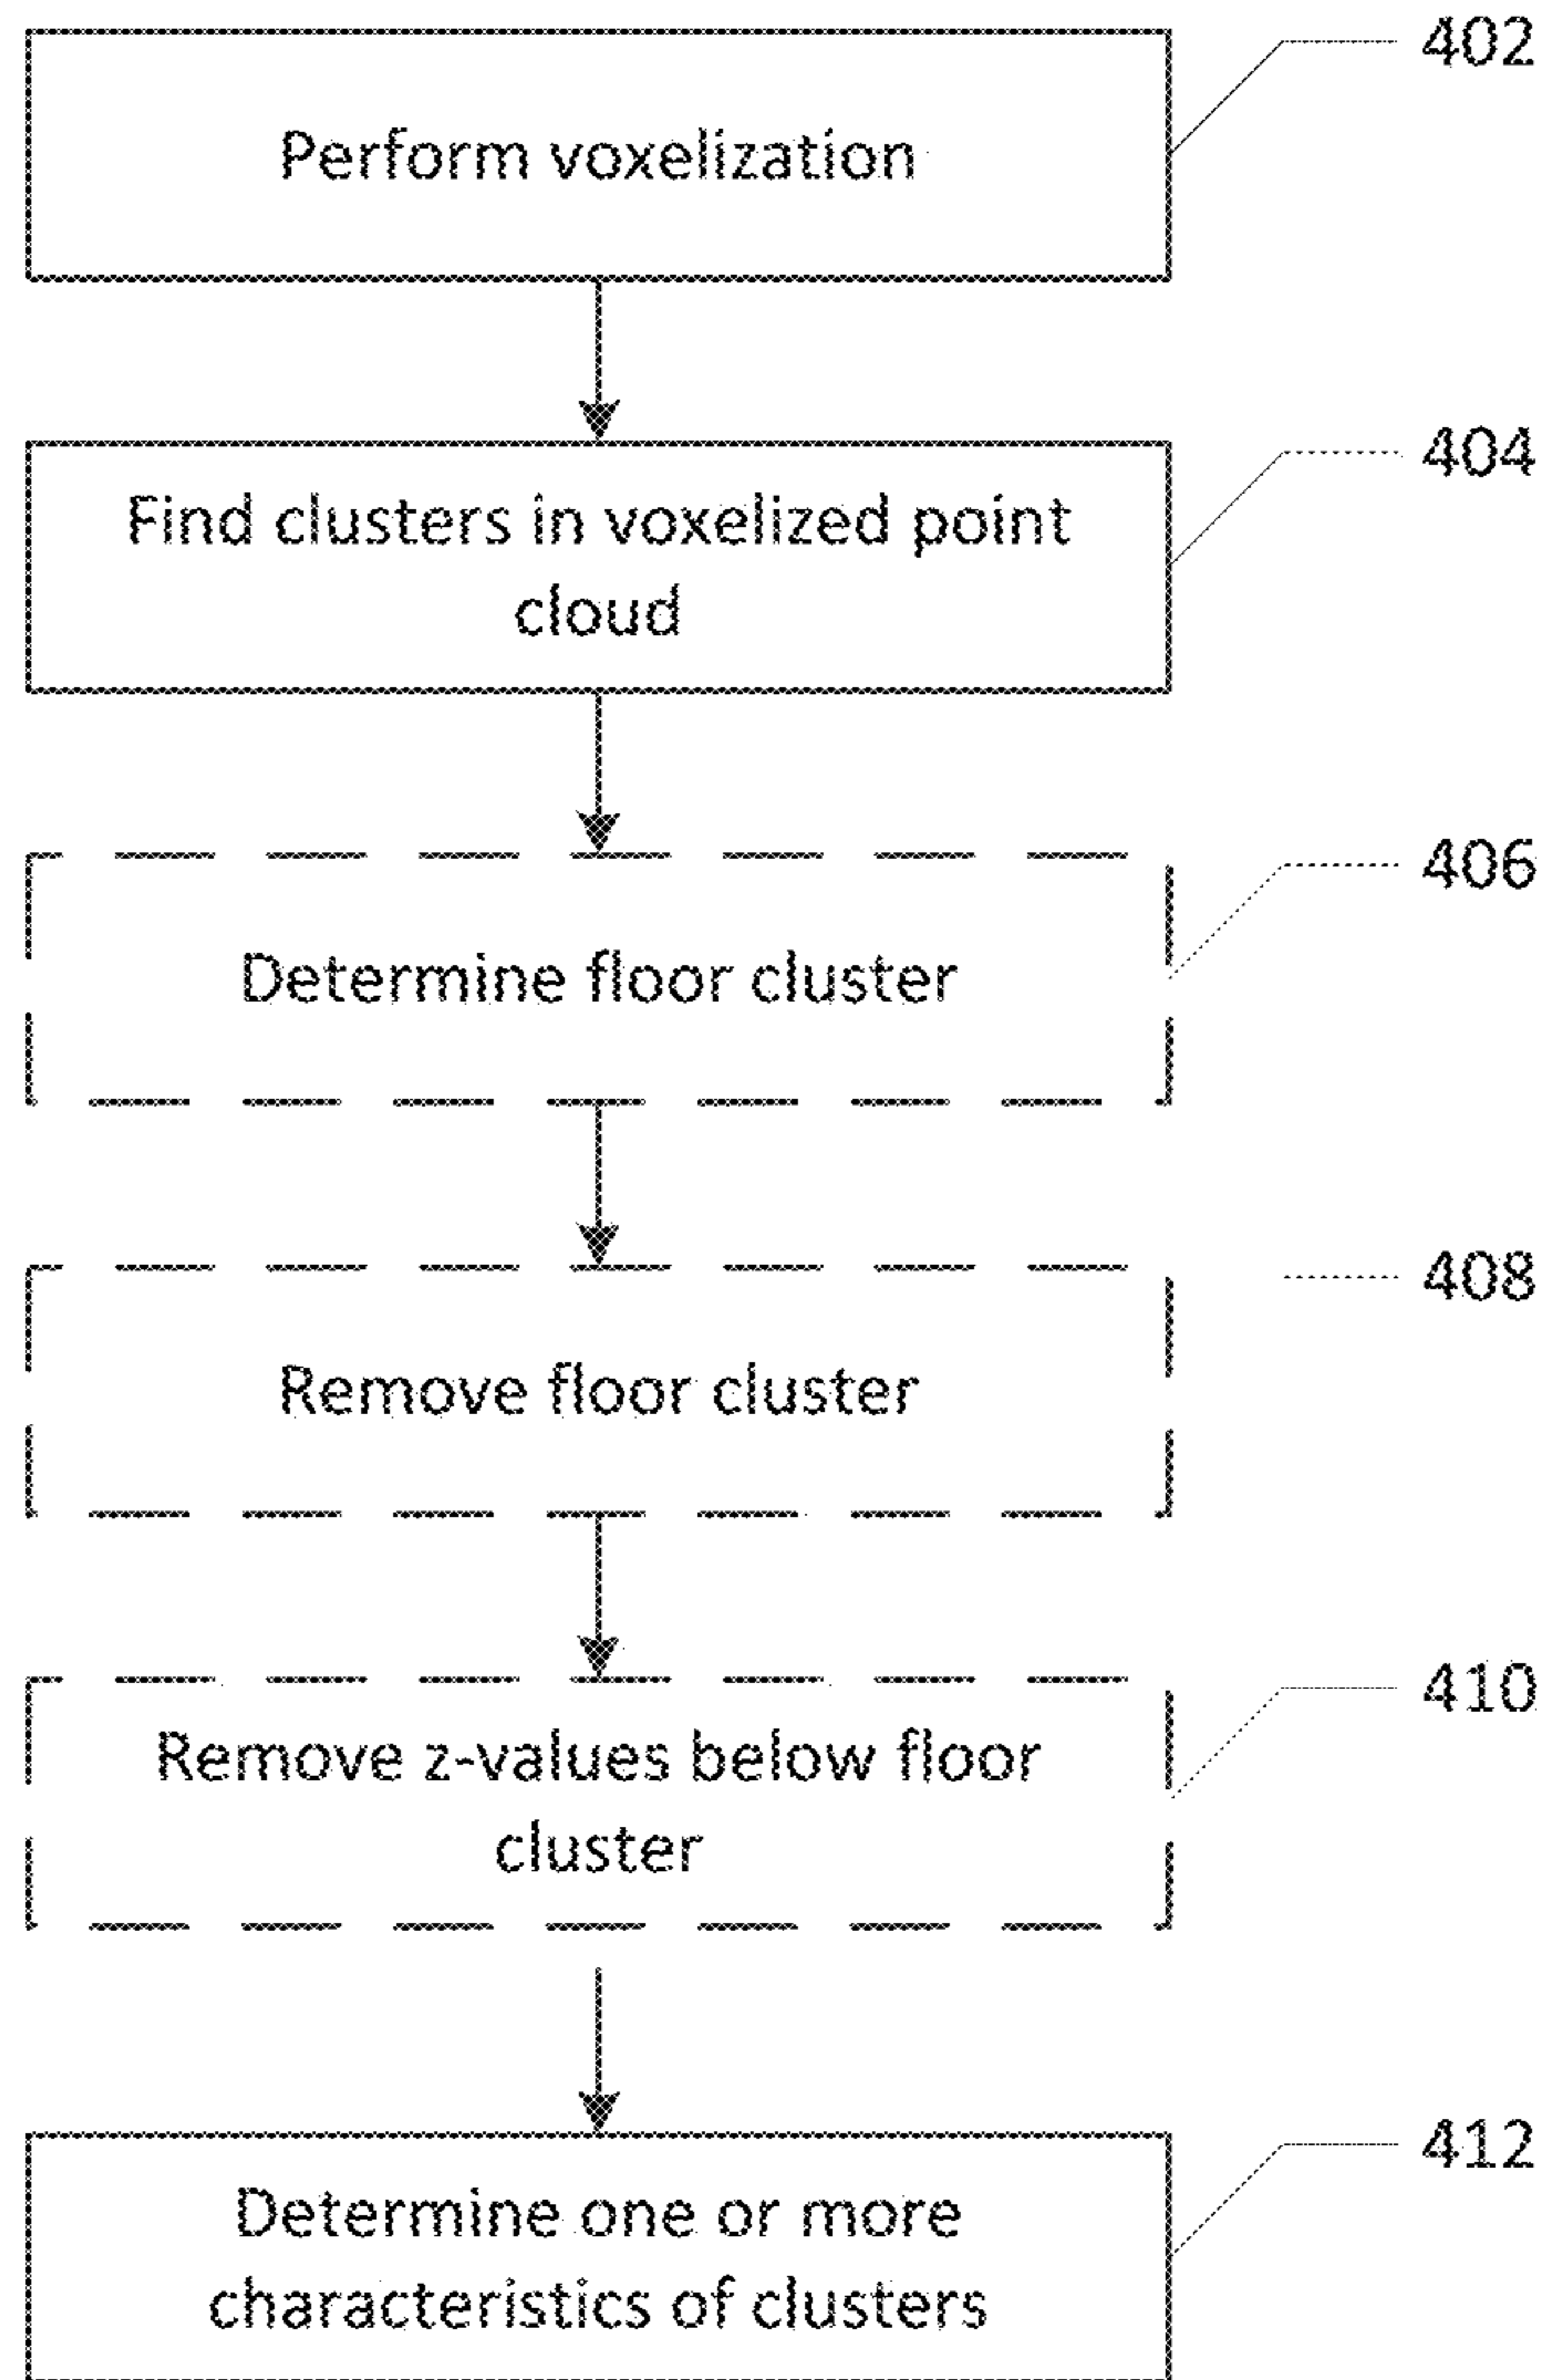 402
Perform voxelization
404
Find clusters in voxelized point
cloud
406
Determine floor cluster
408
Remove floor cluster
410
Remove z-values below floor
cluster
412
Determine one or more
characteristics of clusters